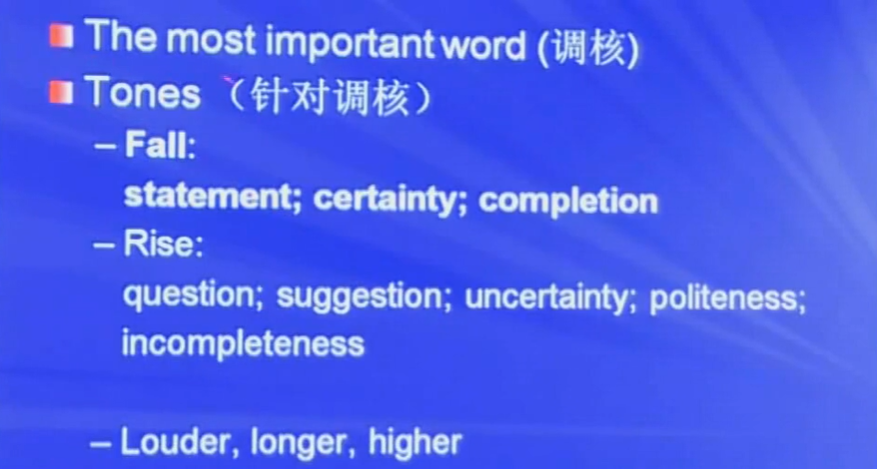 The most important word (调核)
Tones （针对调核）
– Fall:
statement; certainty; completion
– Rise:
question; suggestion; uncertainty; politeness;
incompleteness
– Louder, longer, higher